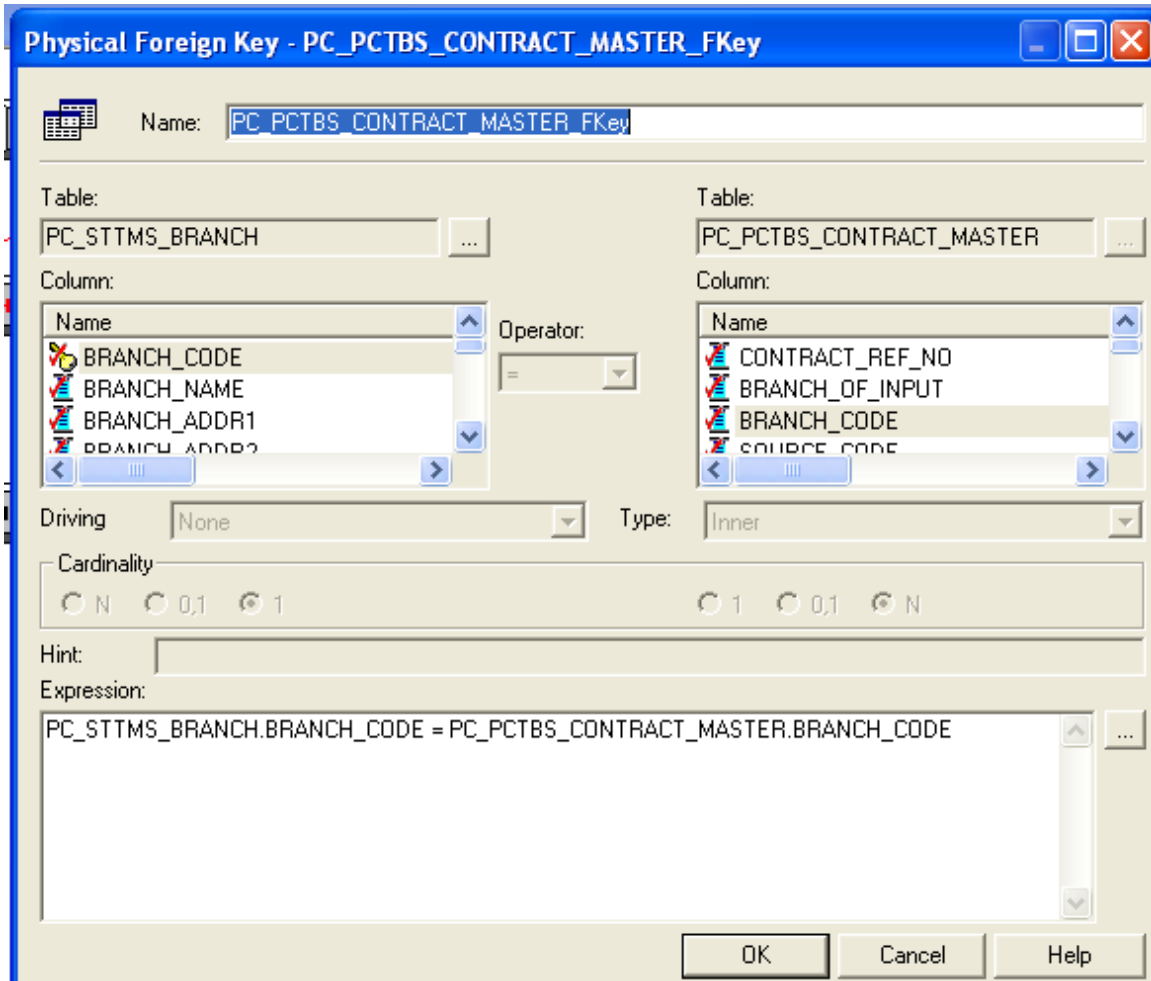 Physical Foreign Key - PC_PCTBS_CONTRACT_MASTER_FKey
Name: PC_PCTBS_CONTRACT_MASTER_FKey
Table: Table:
PC_STTMS_BRANCH ... PC_PCTBS_CONTRACT_MASTER ...
Column: Column:
Name Operator: Name
BRANCH_CODE = CONTRACT_REF_NO
BRANCH_NAME BRANCH_OF_INPUT
BRANCH_ADDR1 BRANCH_CODE
BRANCH_ADDR2 SOURCE_CODE
Driving None Type: Inner
Cardinality
N 0,1 1 1 0,1 N
Hint:
Expression:
PC_STTMS_BRANCH.BRANCH_CODE = PC_PCTBS_CONTRACT_MASTER.BRANCH_CODE ...
OK Cancel Help